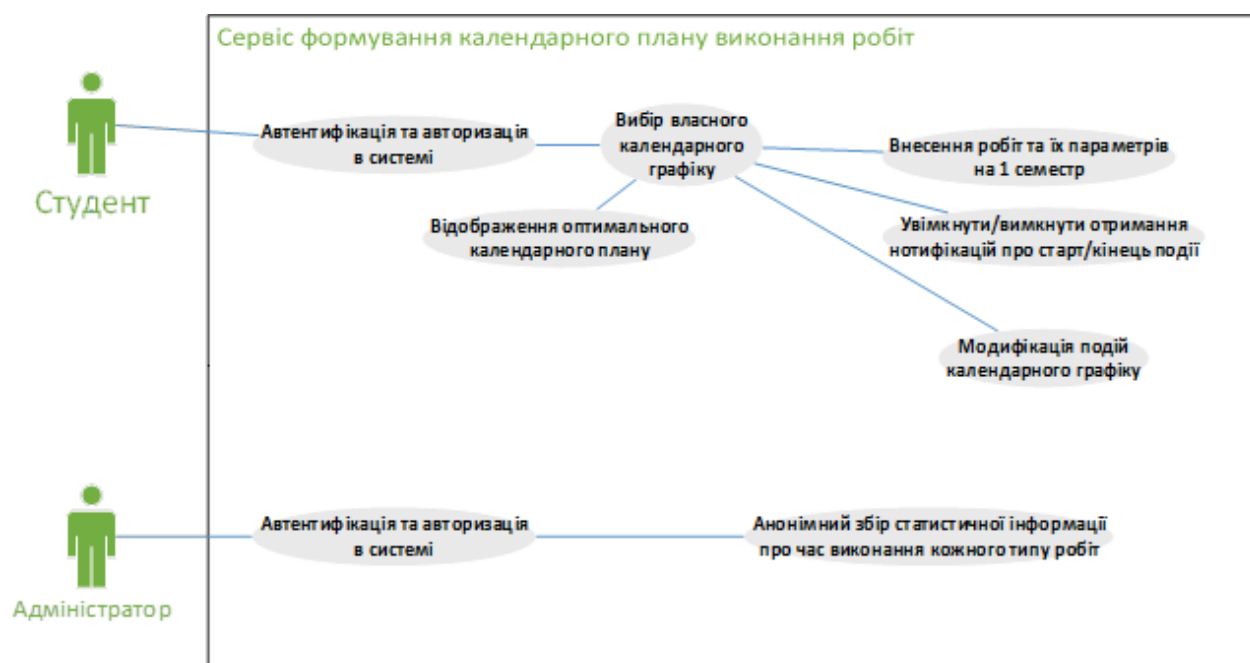 Сервіс формування календарного плану виконання робіт
Студент
Автентифікація та авторизація
в системі
Вибір власного
календарного
графіку
Внесення робіт та їх параметрів
на 1 семестр
Відображення оптимального
календарного плану
Увімкнути/вимкнути отримання
нотифікацій про старт/кінець події
Модифікація подій
календарного графіку
Адміністратор
Автентифікація та авторизація
в системі
Анонімний збір статистичної інформації
про час виконання кожного типу робіт